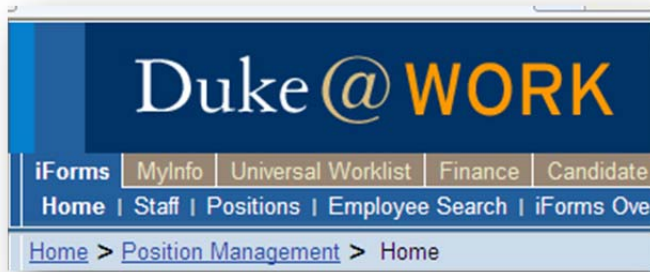 Duke@WORK
iForms MyInfo Universal Worklist Finance Candidate
Home | Staff | Positions | Employee Search | iForms Ove
Home > Position Management > Home